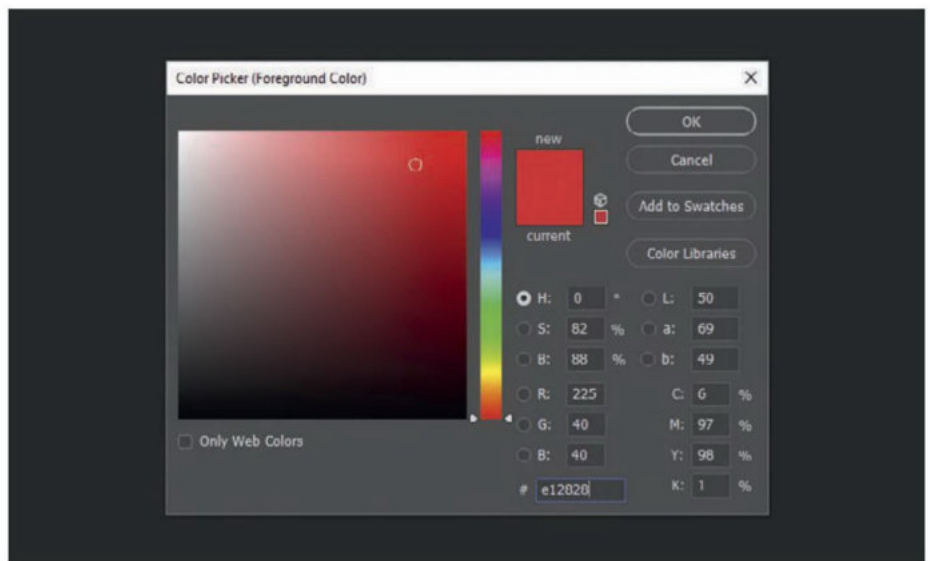 Color Picker (Foreground Color)
new
current
OK
Cancel
Add to Swatches
Color Libraries
H: 0 °
L: 50
S: 82 %
a: 69
B: 88 %
b: 49
R: 225
C: 6 %
G: 40
M: 97 %
B: 40
Y: 98 %
# e12828
K: 1 %
Only Web Colors